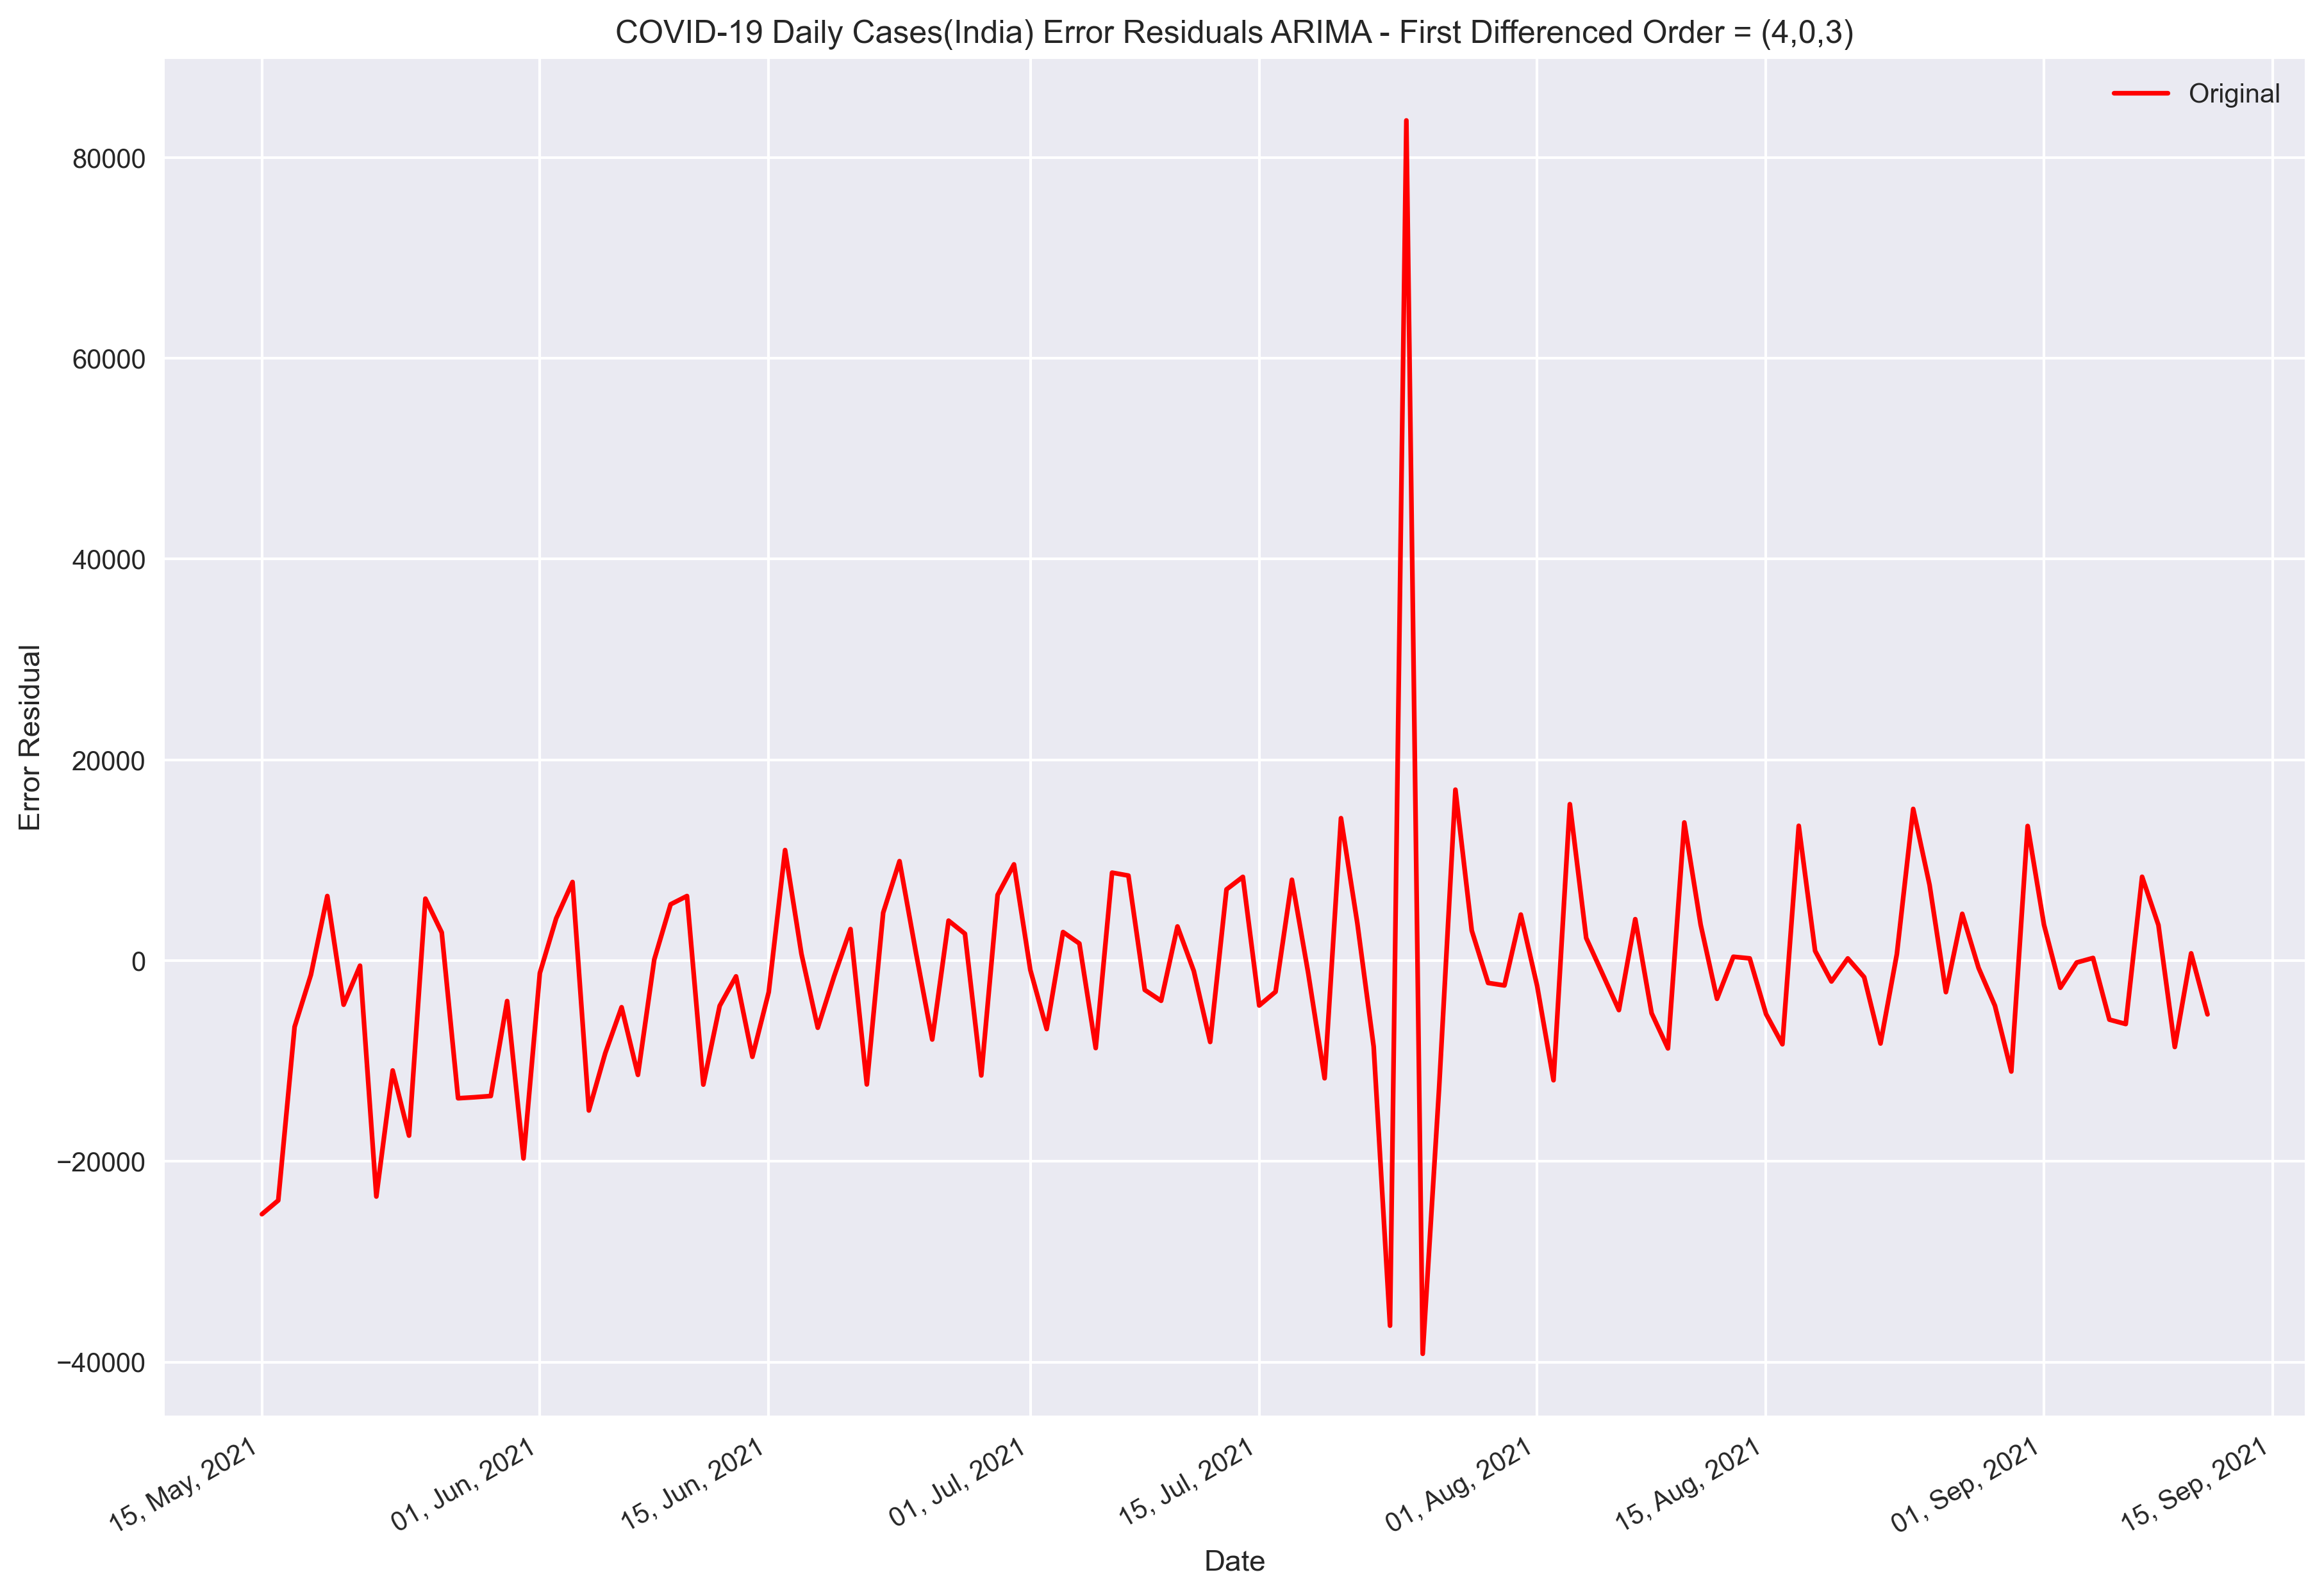 COVID-19 Daily Cases(India) Error Residuals ARIMA - First Differenced Order = (4,0,3)
Original
80000
60000
40000
20000
0
−20000
−40000
Error Residual
15, May, 2021
01, Jun, 2021
15, Jun, 2021
01, Jul, 2021
15, Jul, 2021
01, Aug, 2021
15, Aug, 2021
01, Sep, 2021
15, Sep, 2021
Date